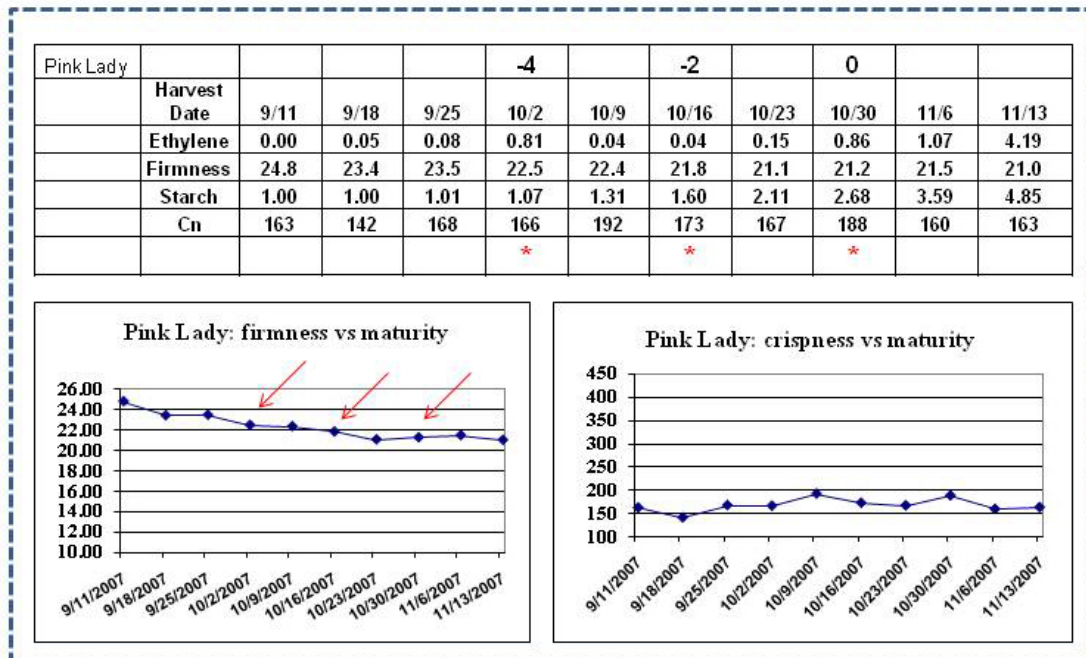 Pink Lady -4 -2 0
Harvest
Date 9/11 9/18 9/25 10/2 10/9 10/16 10/23 10/30 11/6 11/13
Ethylene 0.00 0.05 0.08 0.81 0.04 0.04 0.15 0.86 1.07 4.19
Firmness 24.8 23.4 23.5 22.5 22.4 21.8 21.1 21.2 21.5 21.0
Starch 1.00 1.00 1.01 1.07 1.31 1.60 2.11 2.68 3.59 4.85
Cn 163 142 168 166 192 173 167 188 160 163
* * *
Pink Lady: firmness vs maturity
26.00
24.00
22.00
20.00
18.00
16.00
14.00
12.00
10.00
9/11/2007 9/18/2007 9/25/2007 10/2/2007 10/9/2007 10/16/2007 10/23/2007 10/30/2007 11/6/2007 11/13/2007
Pink Lady: crispness vs maturity
450
400
350
300
250
200
150
100
9/11/2007 9/18/2007 9/25/2007 10/2/2007 10/9/2007 10/16/2007 10/23/2007 10/30/2007 11/6/2007 11/13/2007